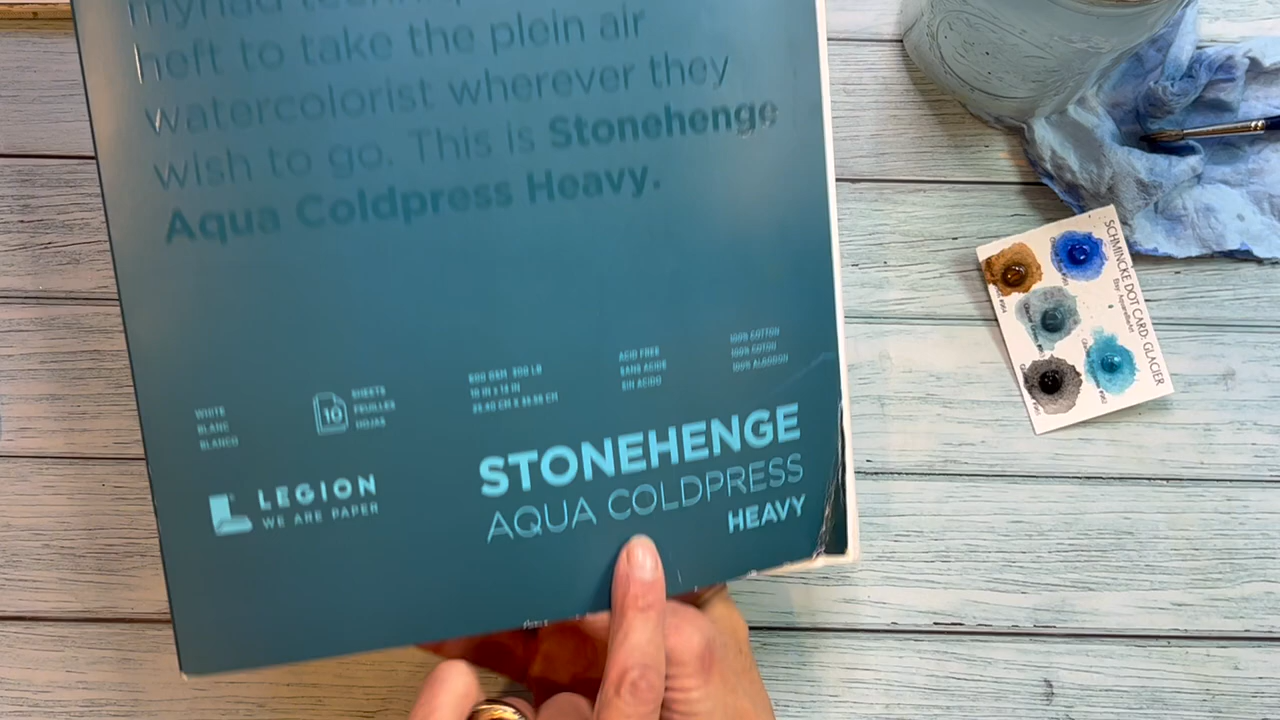 myriad
heft to take the plein air
watercolorist wherever they
wish to go. This is Stonehenge
Aqua Coldpress Heavy.
WHITE
BLANC
BLANCO
10
SHEETS
FEUILLES
HOJAS
600 GSM 300 LB
ACID FREE
SANS ACIDE
SIN ACIDO
100% COTTON
100% COTON
100% ALGODON
LEGION
WE ARE PAPER
STONEHENGE
AQUA COLDPRESS
HEAVY
SCHMINCKE DOT CARD: GLACIER